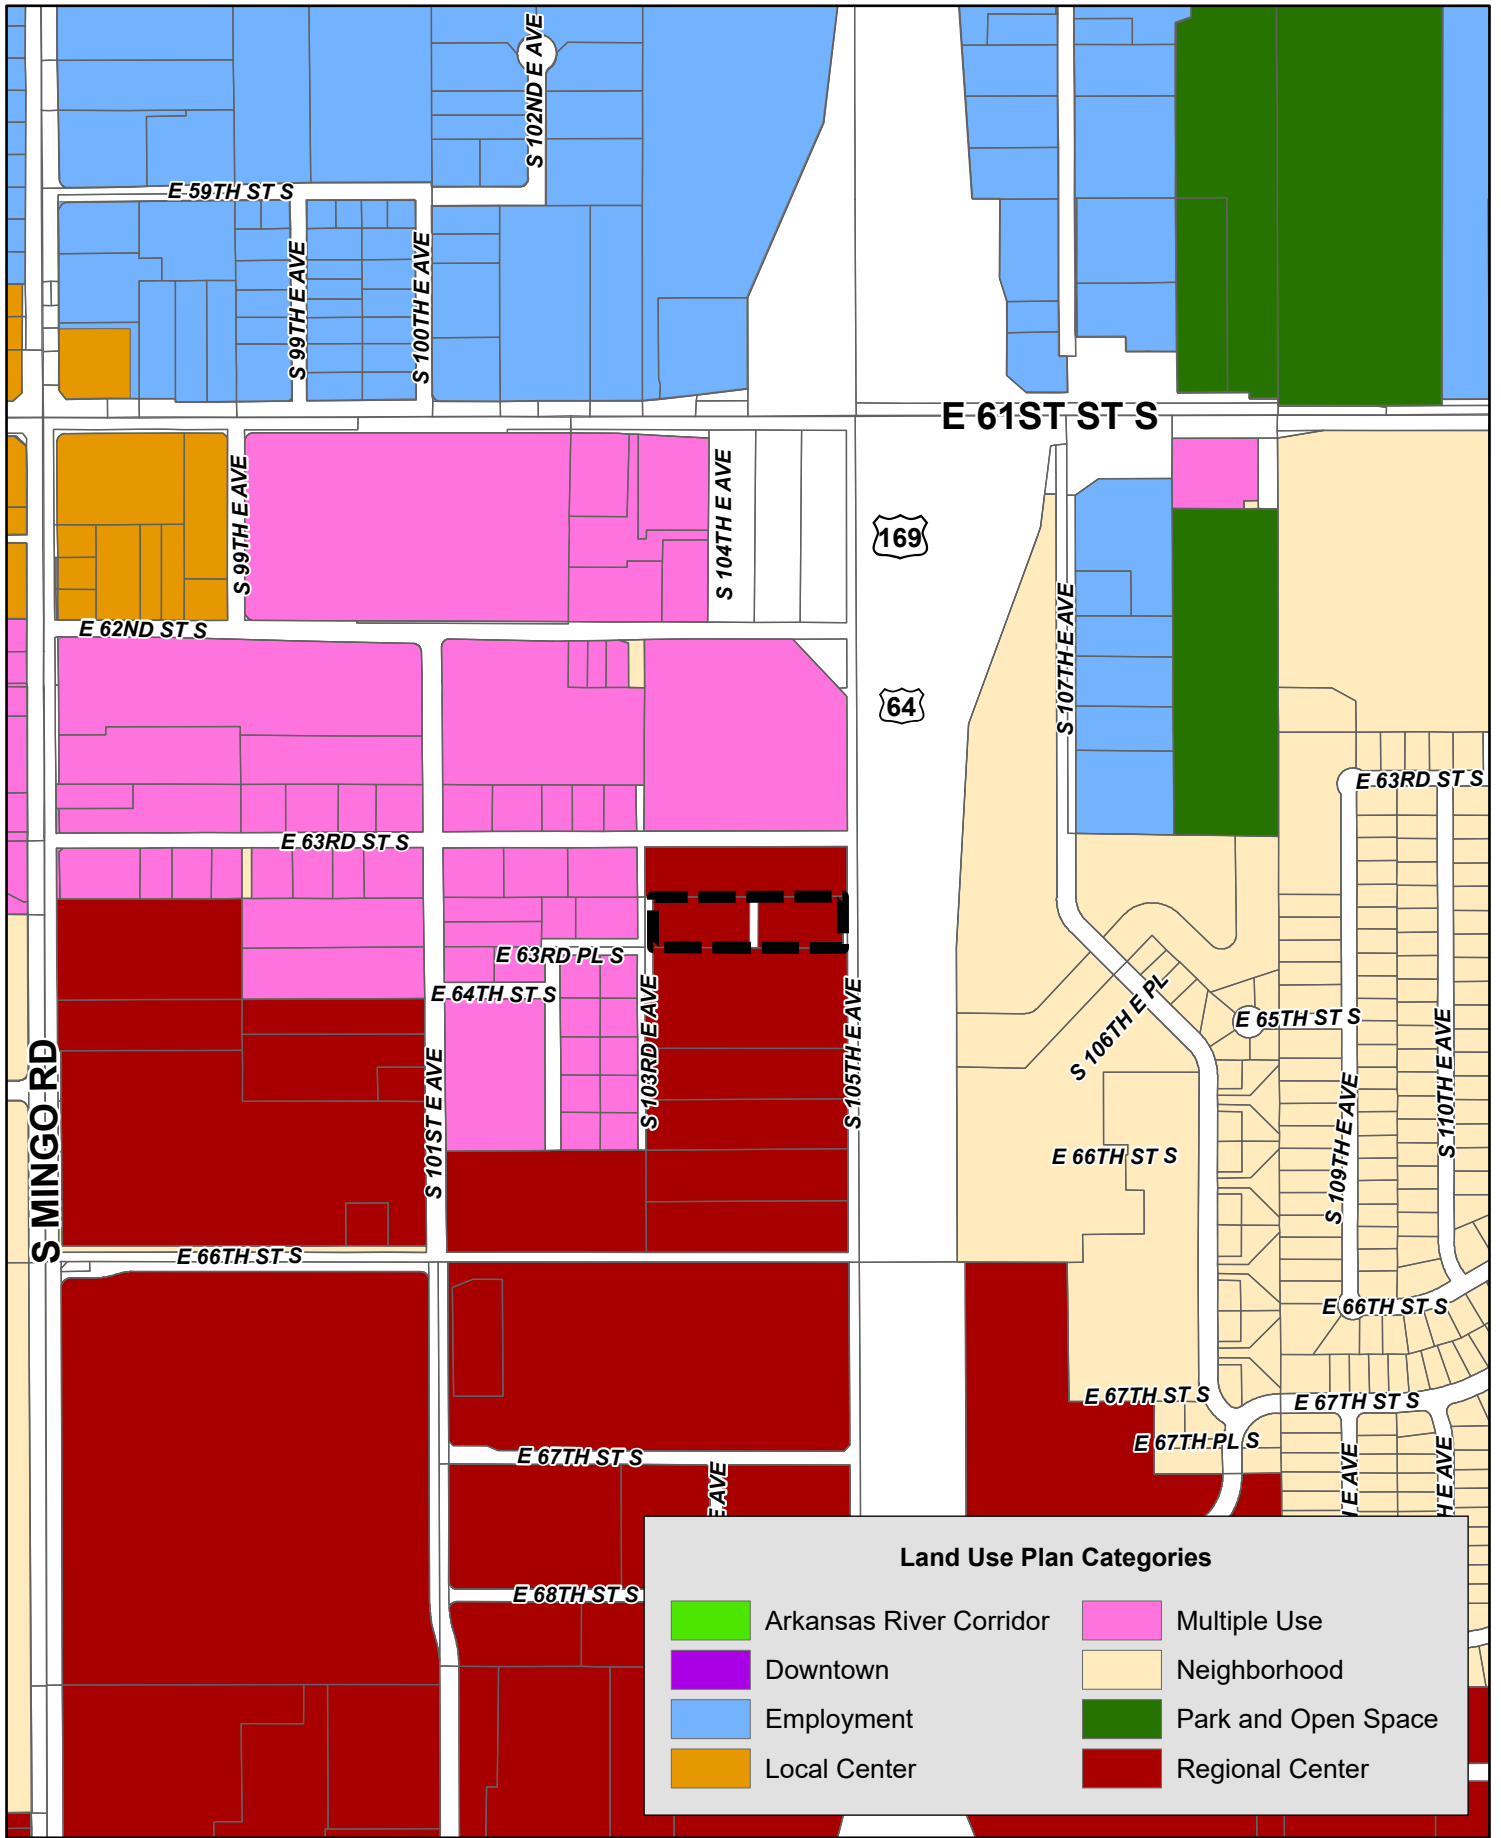 S 102ND E AVE
E 59TH ST S
S 99TH E AVE
S 100TH E AVE
E 61ST ST S
S 99TH E AVE
S 104TH E AVE
169
E 62ND ST S
S 107TH E AVE
64
E 63RD ST S
E 63RD ST S
E 63RD PL S
E 64TH ST S
S 103RD E AVE
S 105TH E AVE
S 106TH E PL
E 65TH ST S
S MINGO RD
S 101ST E AVE
S 109TH E AVE
S 110TH E AVE
E 66TH ST S
E 66TH ST S
E 66TH ST S
E 67TH ST S
E 67TH ST S
E 67TH PL S
E 67TH ST S
E AVE
H E AVE
H E AVE
E 68TH ST S
Land Use Plan Categories
Arkansas River Corridor
Downtown
Employment
Local Center
Multiple Use
Neighborhood
Park and Open Space
Regional Center